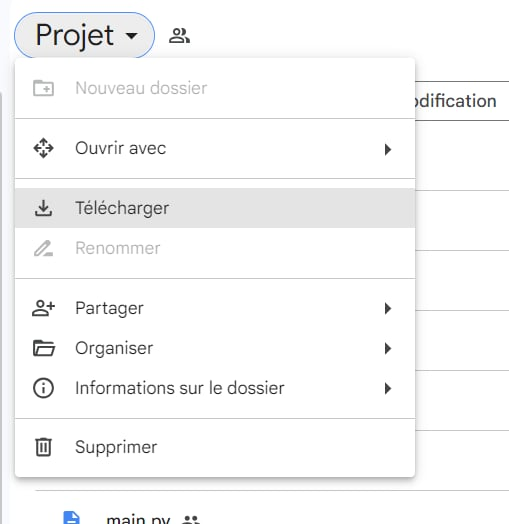 Projet
Nouveau dossier
odification
Ouvrir avec
Télécharger
Renommer
Partager
Organiser
Informations sur le dossier
Supprimer
main.py